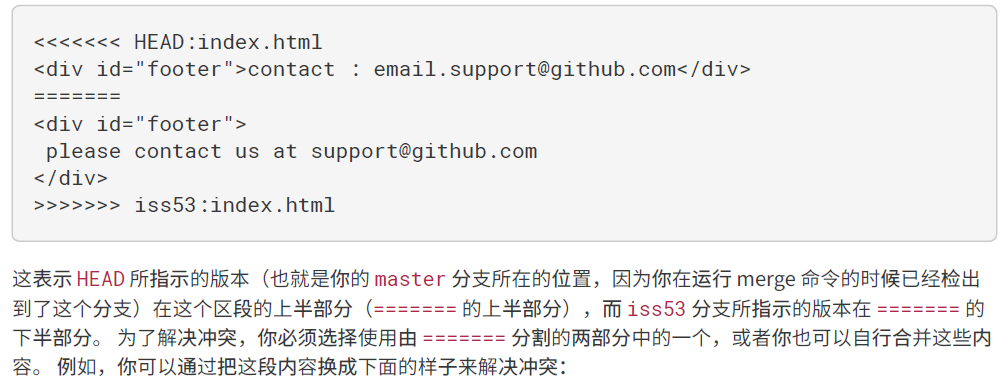 <<<<<<< HEAD:index.html
<div id="footer">contact : email.support@github.com</div>
=======
<div id="footer">
 please contact us at support@github.com
</div>
>>>>>>> iss53:index.html
这表示 HEAD 所指示的版本（也就是你的 master 分支所在的位置，因为你在运行 merge 命令的时候已经检出
到了这个分支）在这个区段的上半部分（======= 的上半部分），而 iss53 分支所指示的版本在 ======= 的
下半部分。 为了解决冲突，你必须选择使用由 ======= 分割的两部分中的一个，或者你也可以自行合并这些内
容。 例如，你可以通过把这段内容换成下面的样子来解决冲突：